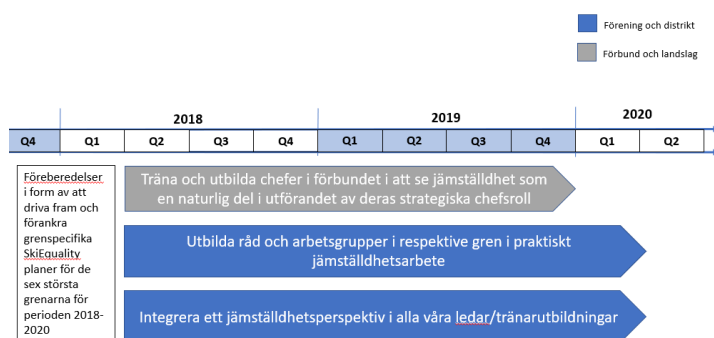 Förening och distrikt
Förbund och landslag
2018
2019
2020
Q4 Q1 Q2 Q3 Q4 Q1 Q2 Q3 Q4 Q1 Q2
Föreberedelser
i form av att
driva fram och
förankra
grenspecifika
SkiEquality
planer för de
sex största
grenarna för
perioden 2018-
2020
Träna och utbilda chefer i förbundet i att se jämställdhet som
en naturlig del i utförandet av deras strategiska chefsroll
Utbilda råd och arbetsgrupper i respektive gren i praktiskt
jämställdhetsarbete
Integrera ett jämställdhetsperspektiv i alla våra ledar/tränarutbildningar